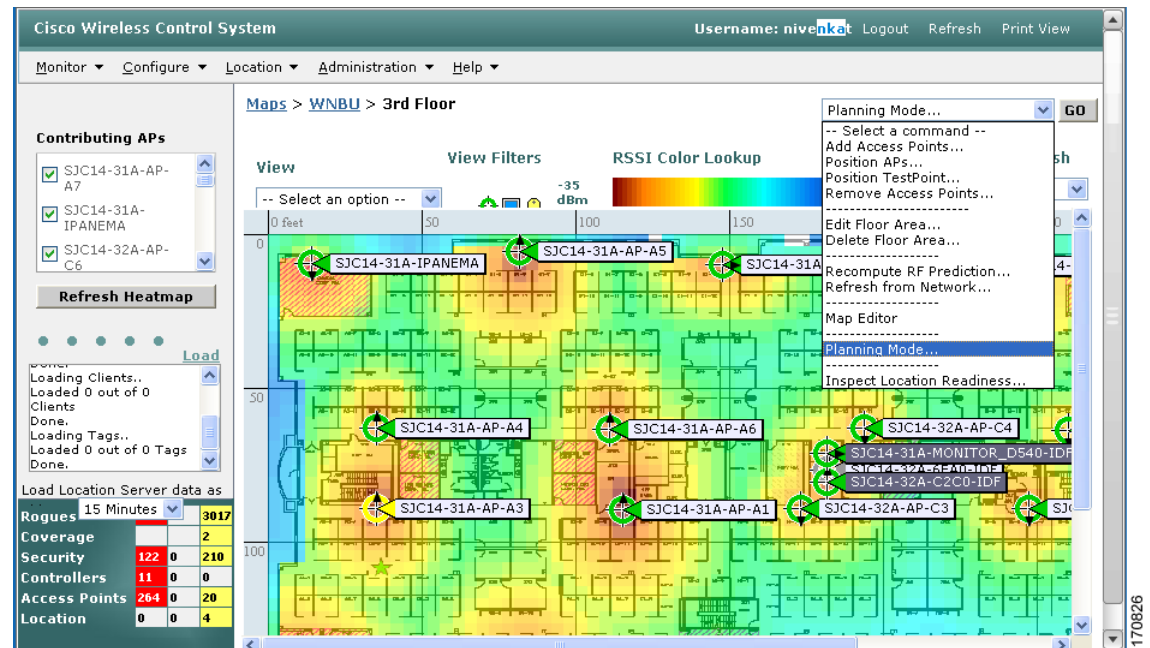 Cisco Wireless Control System
Username: nivenkat Logout Refresh Print View
Monitor Configure Location Administration Help
Maps > WNBU > 3rd Floor
Planning Mode... GO
-- Select a command --
Add Access Points...
Position APs...
Position TestPoint...
Remove Access Points...
-----------------------
Edit Floor Area...
Delete Floor Area...
------------------
Recompute RF Prediction...
Refresh from Network...
------------------
Map Editor
------------------
Planning Mode...
------------------
Inspect Location Readiness...
Contributing APs
SJC14-31A-AP-
A7
SJC14-31A-
IPANEMA
SJC14-32A-AP-
C6
Refresh Heatmap
Load
Loading Clients..
Loaded 0 out of 0
Clients
Done.
Loading Tags..
Loaded 0 out of 0 Tags
Done.
Load Location Server data as
15 Minutes
Rogues 3017
Coverage 2
Security 122 0 210
Controllers 11 0 0
Access Points 264 0 20
Location 0 0 4
View
-- Select an option --
View Filters
RSSI Color Lookup
-35
dBm
0 feet 50 100 150
0
50
100
SJC14-31A-IPANEMA
SJC14-31A-AP-A5
SJC14-31A
SJC14-31A-AP-A4
SJC14-31A-AP-A6
SJC14-32A-AP-C4
SJC14-31A-MONITOR_D540-IDF
SJC14-32A-6EA0-IDF
SJC14-32A-C2C0-IDF
SJC14-31A-AP-A3
SJC14-31A-AP-A1
SJC14-32A-AP-C3
170826